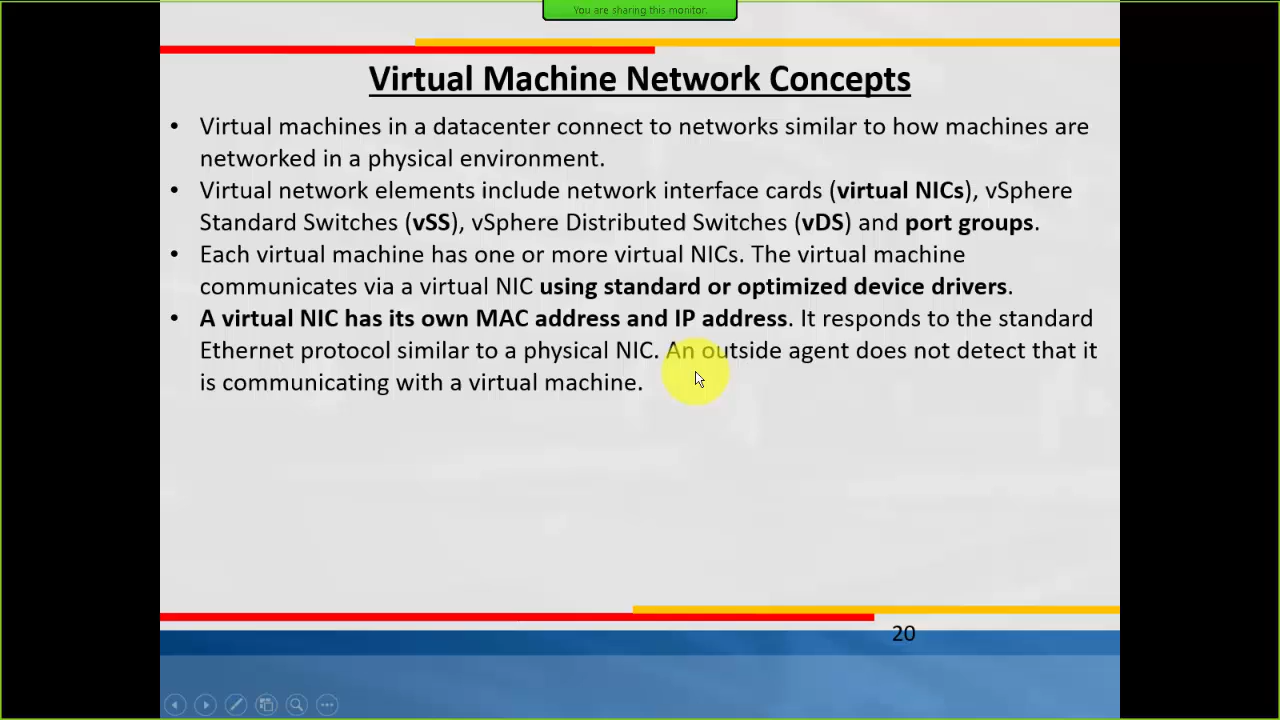 You are sharing this monitor.
Virtual Machine Network Concepts
• Virtual machines in a datacenter connect to networks similar to how machines are
networked in a physical environment.
• Virtual network elements include network interface cards (virtual NICs), vSphere
Standard Switches (vSS), vSphere Distributed Switches (vDS) and port groups.
• Each virtual machine has one or more virtual NICs. The virtual machine
communicates via a virtual NIC using standard or optimized device drivers.
• A virtual NIC has its own MAC address and IP address. It responds to the standard
Ethernet protocol similar to a physical NIC. An outside agent does not detect that it
is communicating with a virtual machine.
20